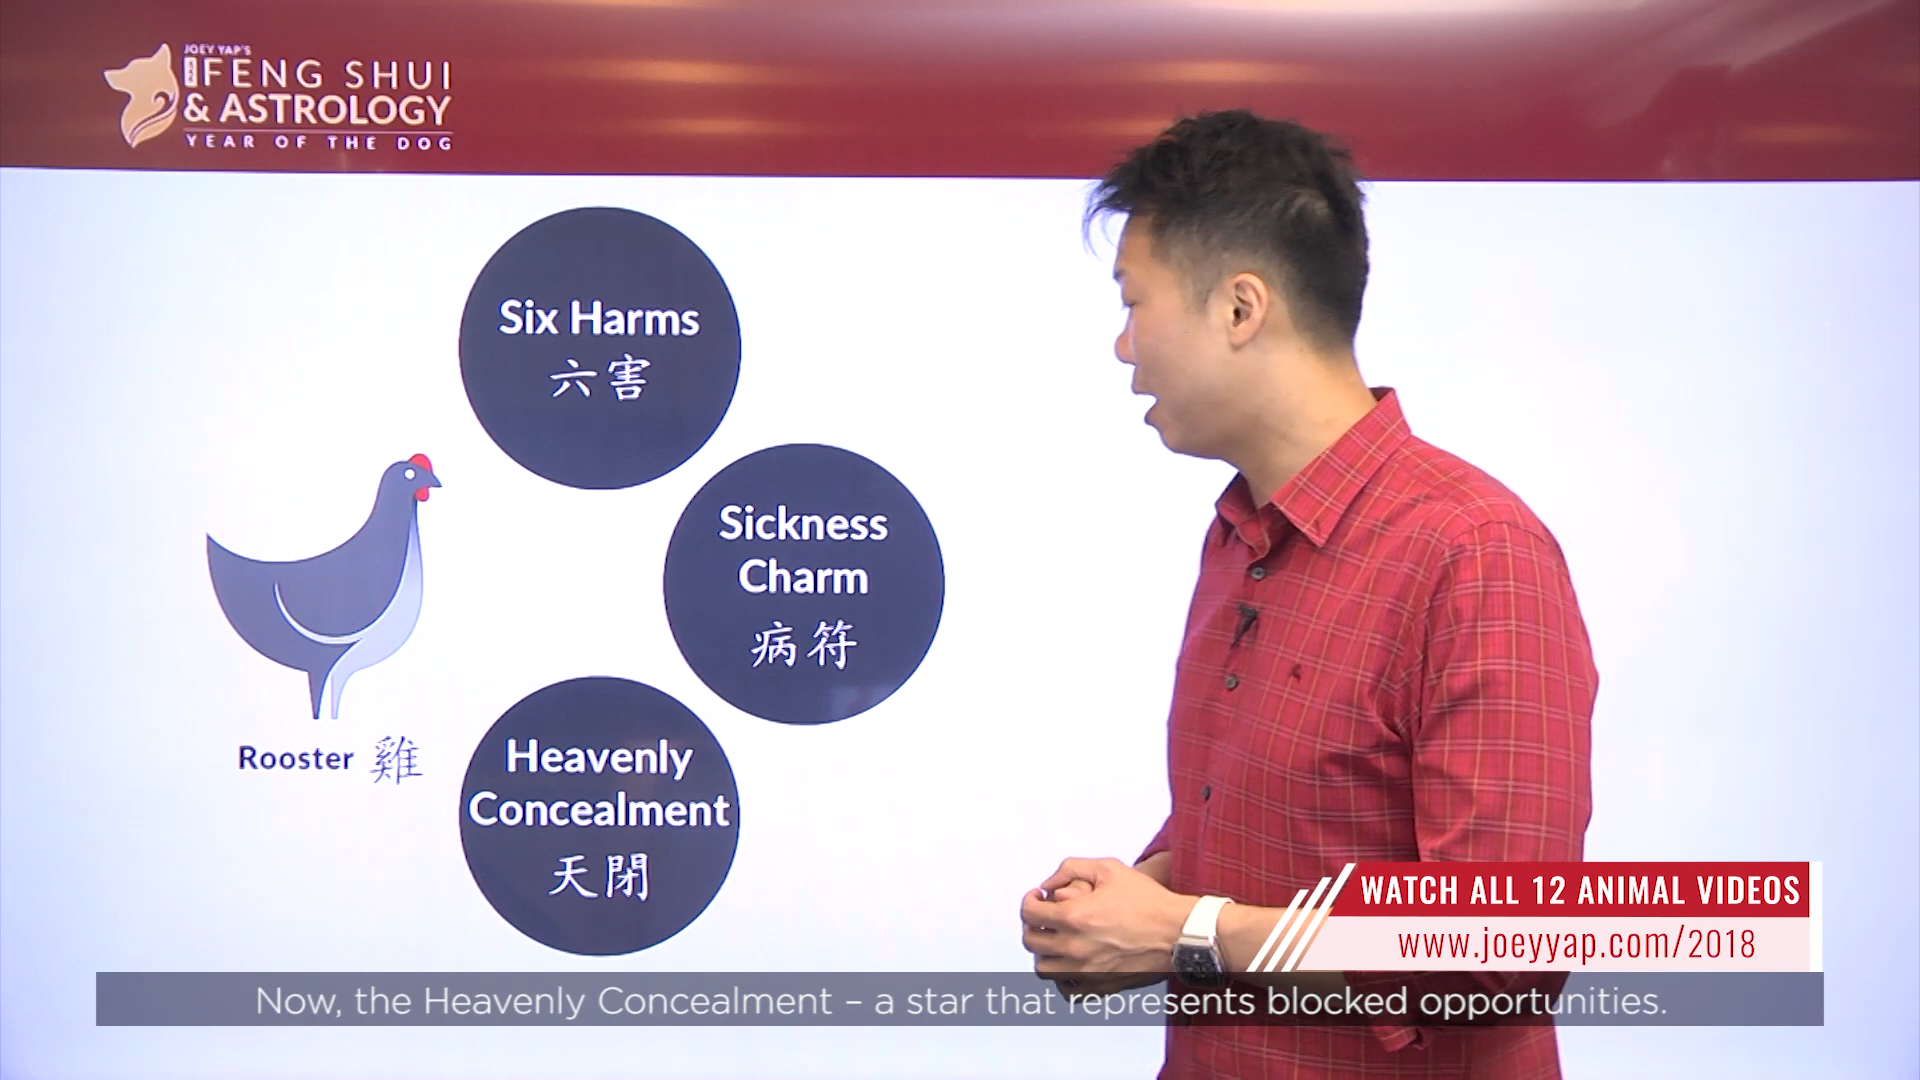 JOEY YAP'S
FENG SHUI
& ASTROLOGY
YEAR OF THE DOG
Six Harms
六害
Sickness
Charm
病符
Rooster 雞
Heavenly
Concealment
天閉
WATCH ALL 12 ANIMAL VIDEOS
www.joeyyap.com/2018
Now, the Heavenly Concealment – a star that represents blocked opportunities.